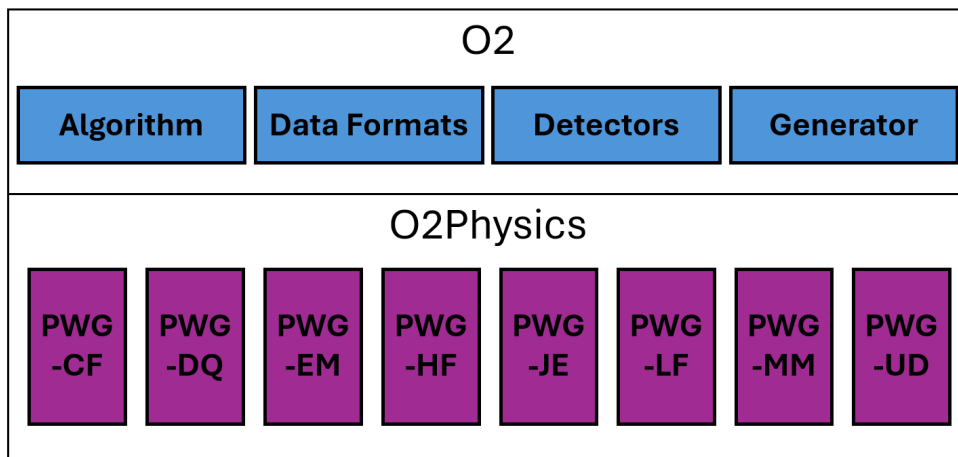 O2
Algorithm
Data Formats
Detectors
Generator
O2Physics
PWG
-CF
PWG
-DQ
PWG
-EM
PWG
-HF
PWG
-JE
PWG
-LF
PWG
-MM
PWG
-UD